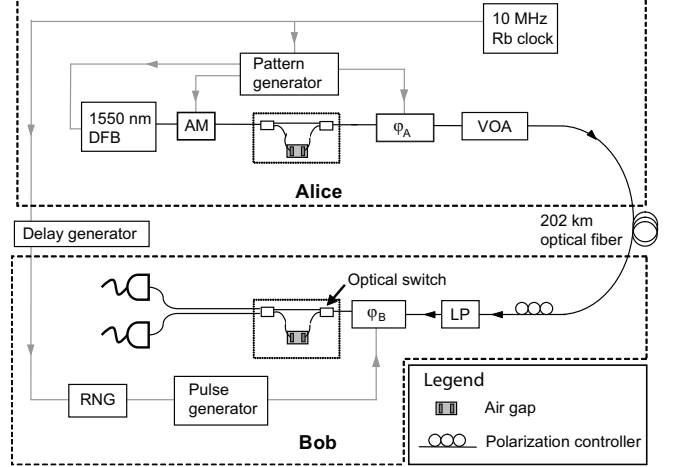 10 MHz
Rb clock
Pattern
generator
1550 nm
DFB
AM
φA
VOA
Alice
202 km
optical fiber
Delay generator
Optical switch
φB
LP
RNG
Pulse
generator
Bob
Legend
Air gap
Polarization controller